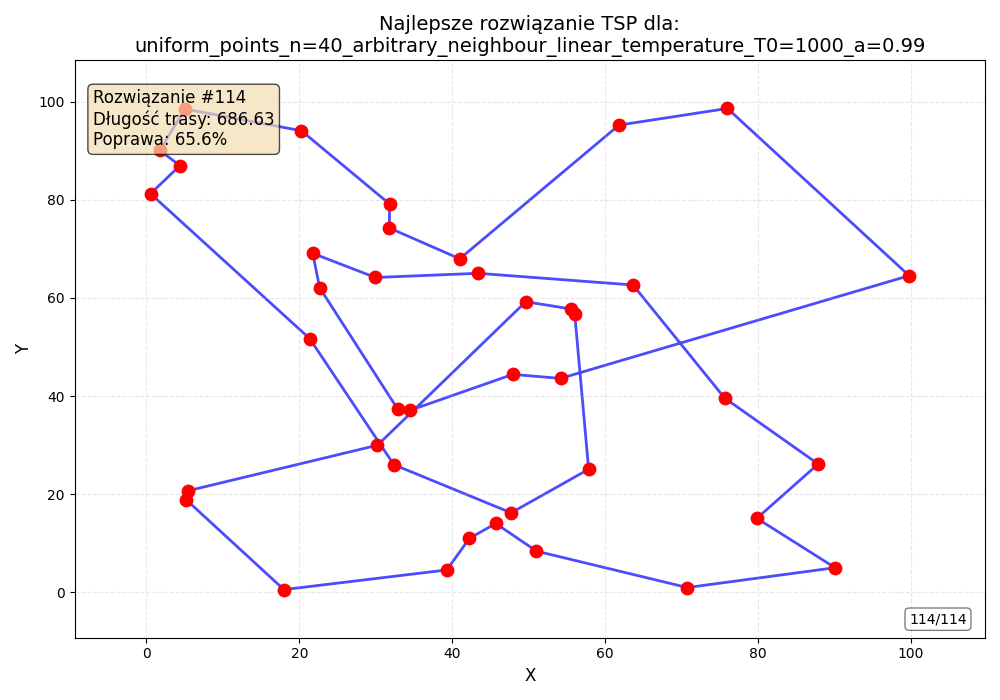 Najlepsze rozwiązanie TSP dla:
uniform_points_n=40_arbitrary_neighbour_linear_temperature_T0=1000_a=0.99
Rozwiązanie #114
Długość trasy: 686.63
Poprawa: 65.6%
100
80
60
40
20
0
Y
114/114
0 20 40 60 80 100
X